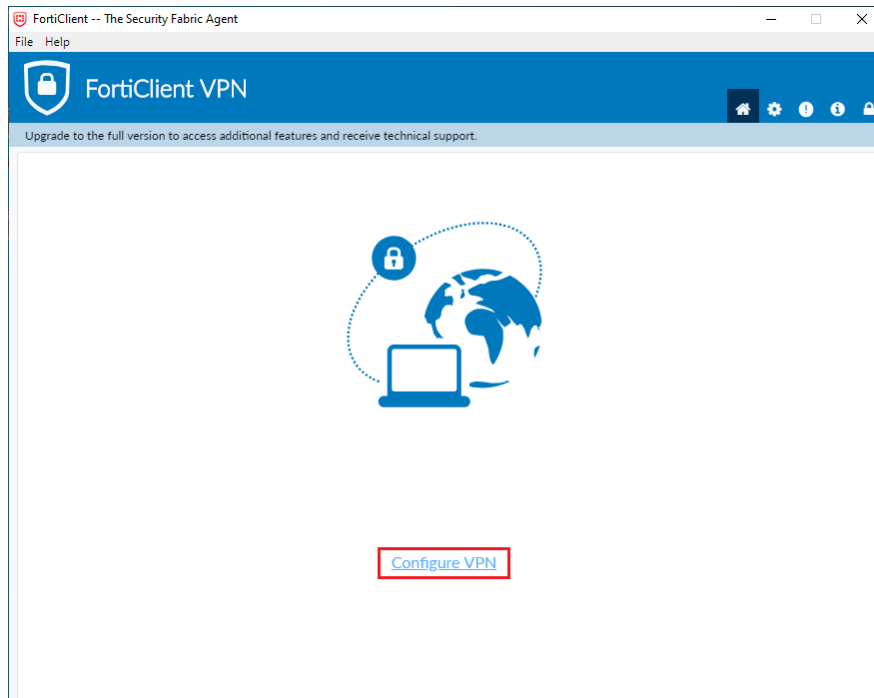 FortiClient -- The Security Fabric Agent
File Help
FortiClient VPN
Upgrade to the full version to access additional features and receive technical support.
Configure VPN